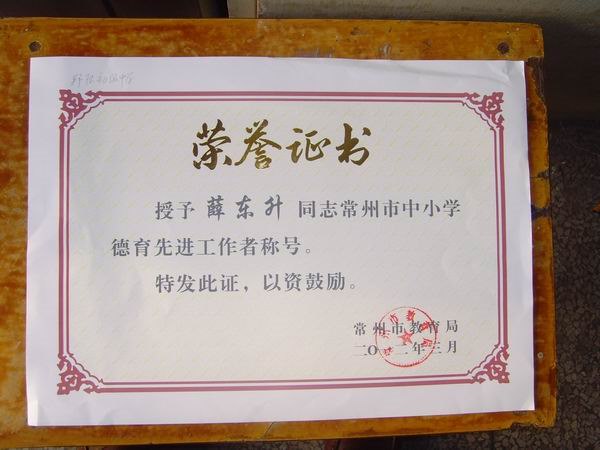 荣誉证书
授予 薛东升 同志常州市中小学
德育先进工作者称号。
特发此证，以资鼓励。
常州市教育局
二〇一二年三月